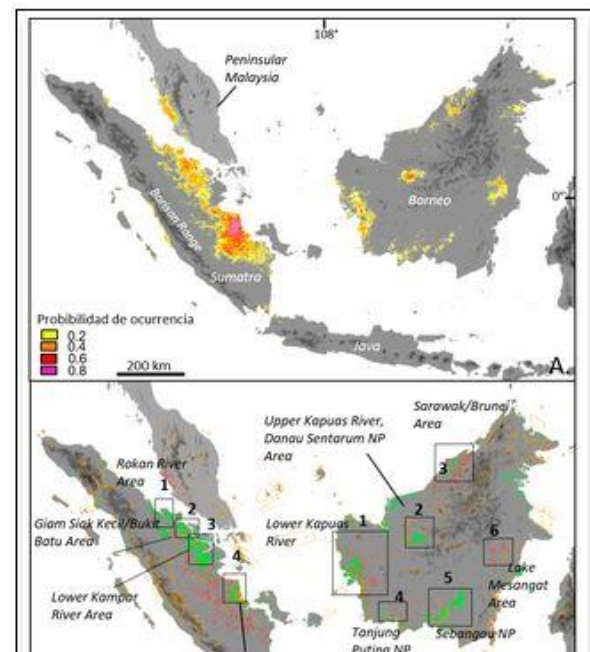 108°
Peninsular
Malaysia
0°
Barisan Range
Borneo
Sumatra
Probibilidad de ocurrencia
0.2
0.4
0.6
0.8
200 km
Java
A.
Sarawak/Brunei
Area
Upper Kapuas River,
Danau Sentarum NP
Area
3
Rokan River
Area
1
2
Giam Siak Kecil/Bukit
Batu Area
3
Lower Kapuas
River
1
2
6
4
Lake
Mesangat
Area
Lower Kampar
River Area
4
5
Tanjung
Puting NP
Sebangau NP